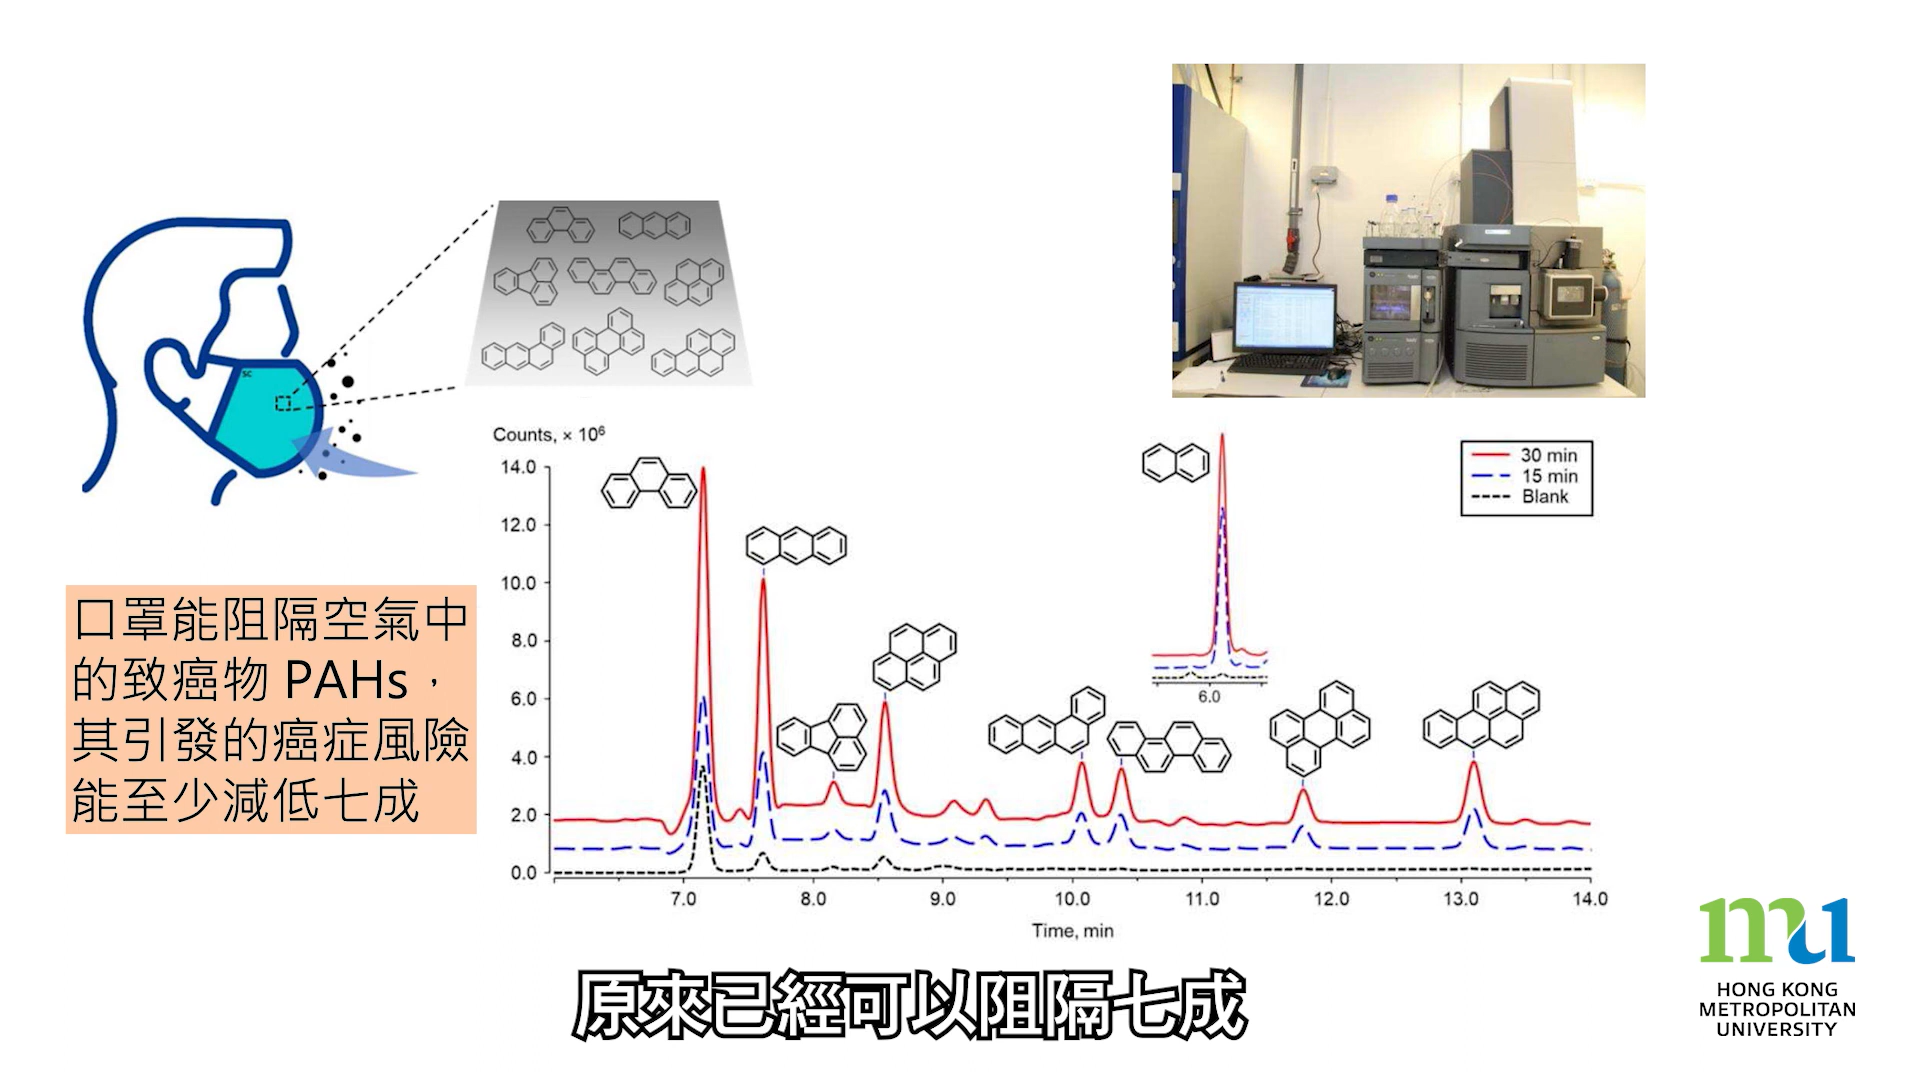 SC
Counts, × 10⁶
14.0
12.0
10.0
8.0
6.0
4.0
2.0
0.0
7.0
8.0
9.0
10.0
11.0
12.0
13.0
14.0
Time, min
6.0
30 min
15 min
Blank
口罩能阻隔空氣中
的致癌物 PAHs，
其引發的癌症風險
能至少減低七成
原來已經可以阻隔七成
mu
HONG KONG
METROPOLITAN
UNIVERSITY